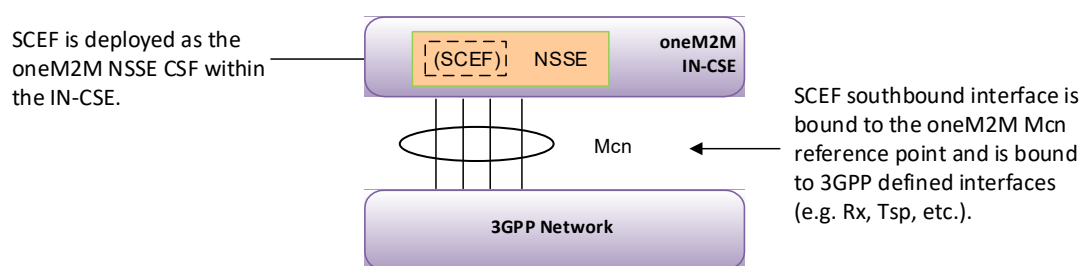 SCEF is deployed as the
oneM2M NSSE CSF within
the IN-CSE.
(SCEF) NSSE
oneM2M
IN-CSE
Mcn
SCEF southbound interface is
bound to the oneM2M Mcn
reference point and is bound
to 3GPP defined interfaces
(e.g. Rx, Tsp, etc.).
3GPP Network